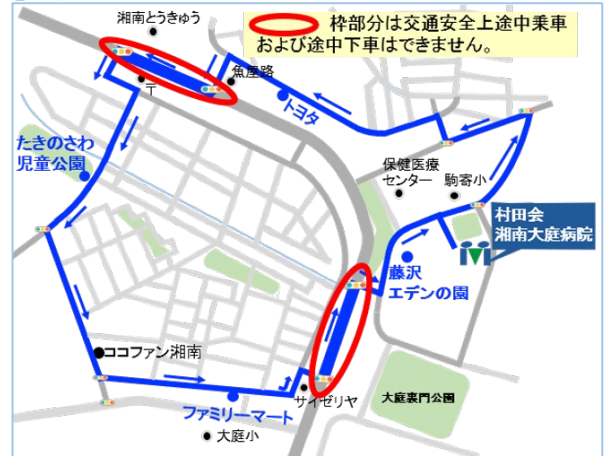 枠部分は交通安全上途中乗車
および途中下車はできません。
湘南とうきゅう
魚屋路
〒
トヨタ
たきのさわ
児童公園
保健医療
センター
駒寄小
村田会
湘南大庭病院
藤沢
エデンの園
ココファン湘南
サイゼリヤ
大庭裏門公園
ファミリーマート
大庭小